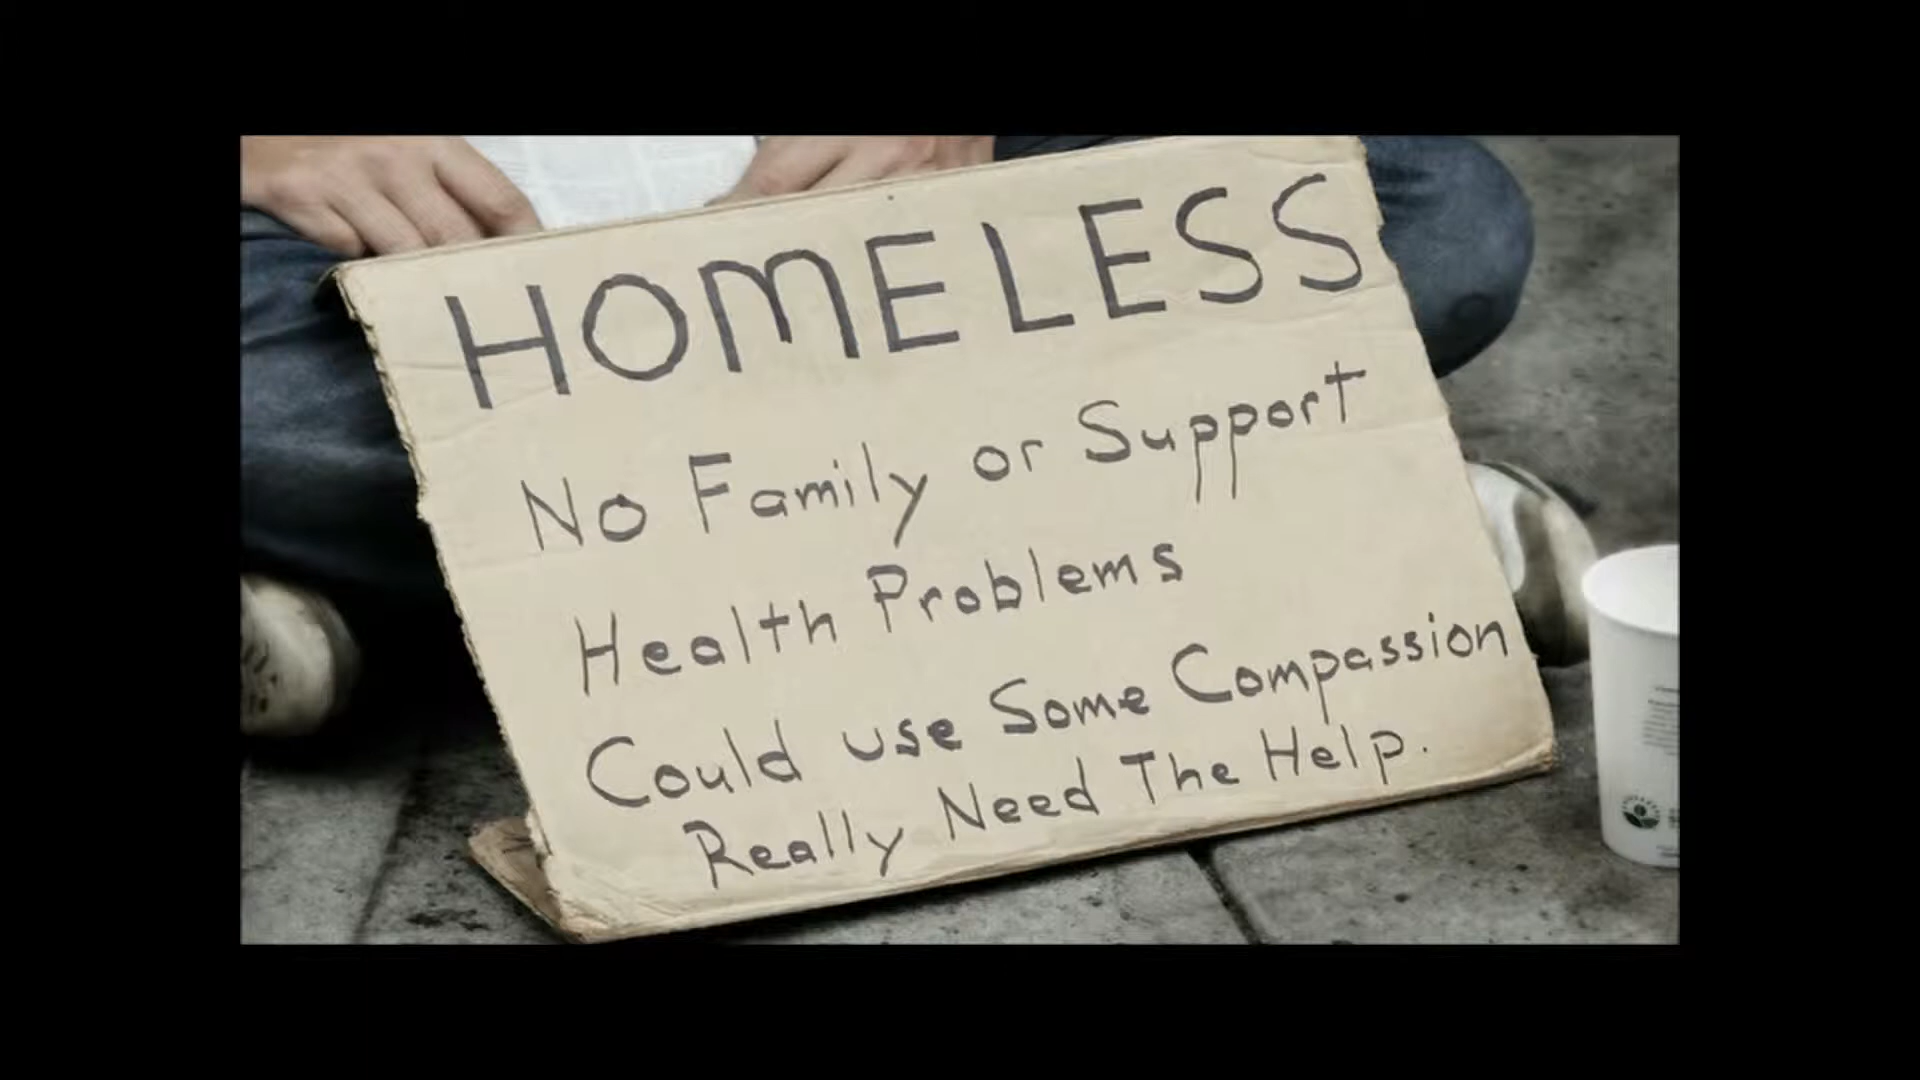 HOMELESS
No Family or Support
Health Problems
Could use Some Compassion
Really Need The Help.